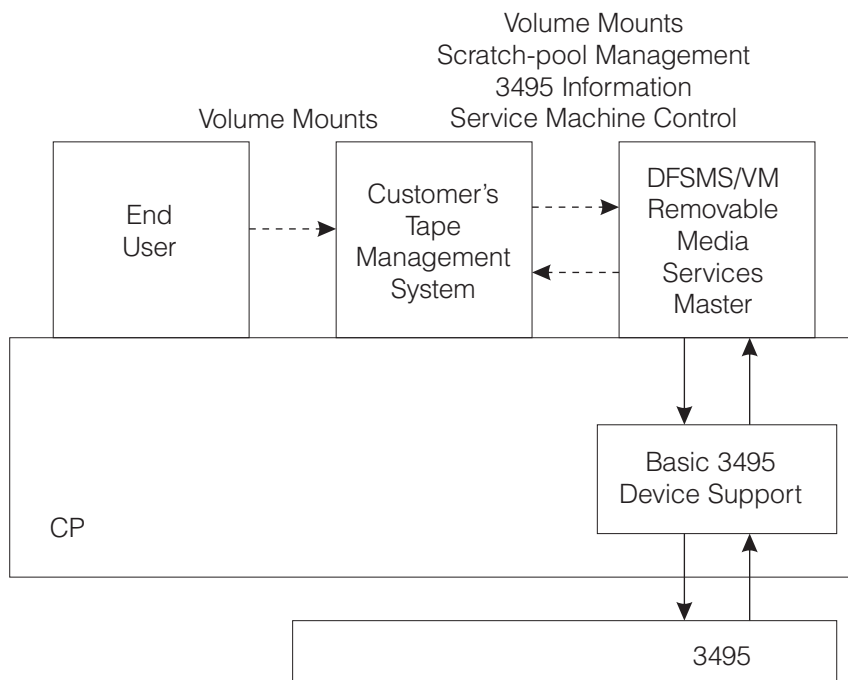 Volume Mounts
Scratch-pool Management
3495 Information
Service Machine Control
Volume Mounts
End
User
Customer's
Tape
Management
System
DFSMS/VM
Removable
Media
Services
Master
Basic 3495
Device Support
CP
3495